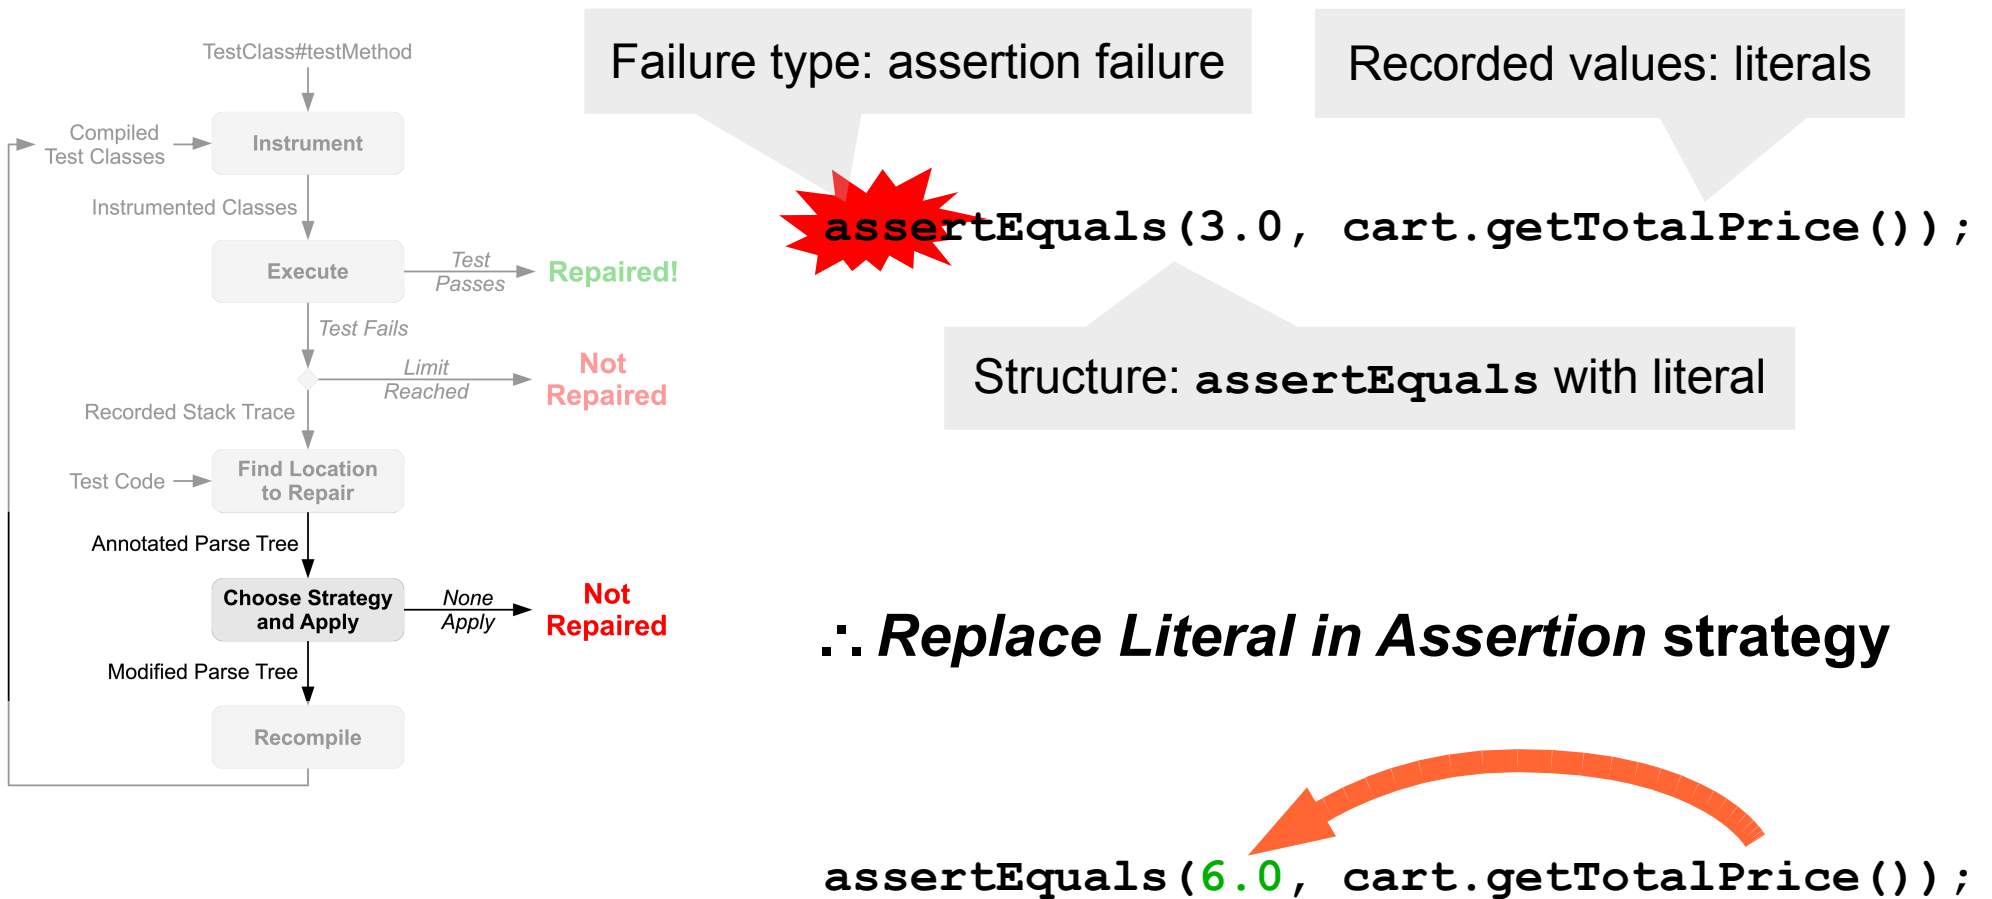 TestClass#testMethod
Compiled
Test Classes
Instrument
Instrumented Classes
Execute
Test
Passes
Repaired!
Test Fails
Limit
Reached
Not
Repaired
Recorded Stack Trace
Test Code
Find Location
to Repair
Annotated Parse Tree
Choose Strategy
and Apply
None
Apply
Not
Repaired
Modified Parse Tree
Recompile
Failure type: assertion failure
Recorded values: literals
assertEquals(3.0, cart.getTotalPrice());
Structure: assertEquals with literal
∴ Replace Literal in Assertion strategy
assertEquals(6.0, cart.getTotalPrice());